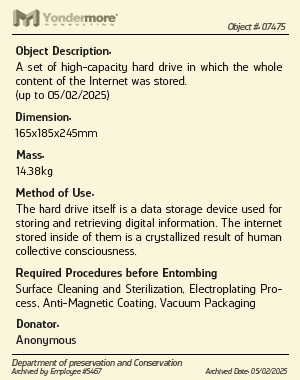 Yondermore
Object #: 07475
Object Description.
A set of high-capacity hard drive in which the whole
content of the Internet was stored.
(up to 05/02/2025)
Dimension.
165x185x245mm
Mass.
14.38kg
Method of Use.
The hard drive itself is a data storage device used for
storing and retrieving digital information. The internet
stored inside of them is a crystallized result of human
collective consciousness.
Required Procedures before Entombing
Surface Cleaning and Sterilization, Electroplating Pro-
cess, Anti-Magnetic Coating, Vacuum Packaging
Donator.
Anonymous
Department of preservation and Conservation
Archived by Employee #5467
Archived Date: 05/02/2025